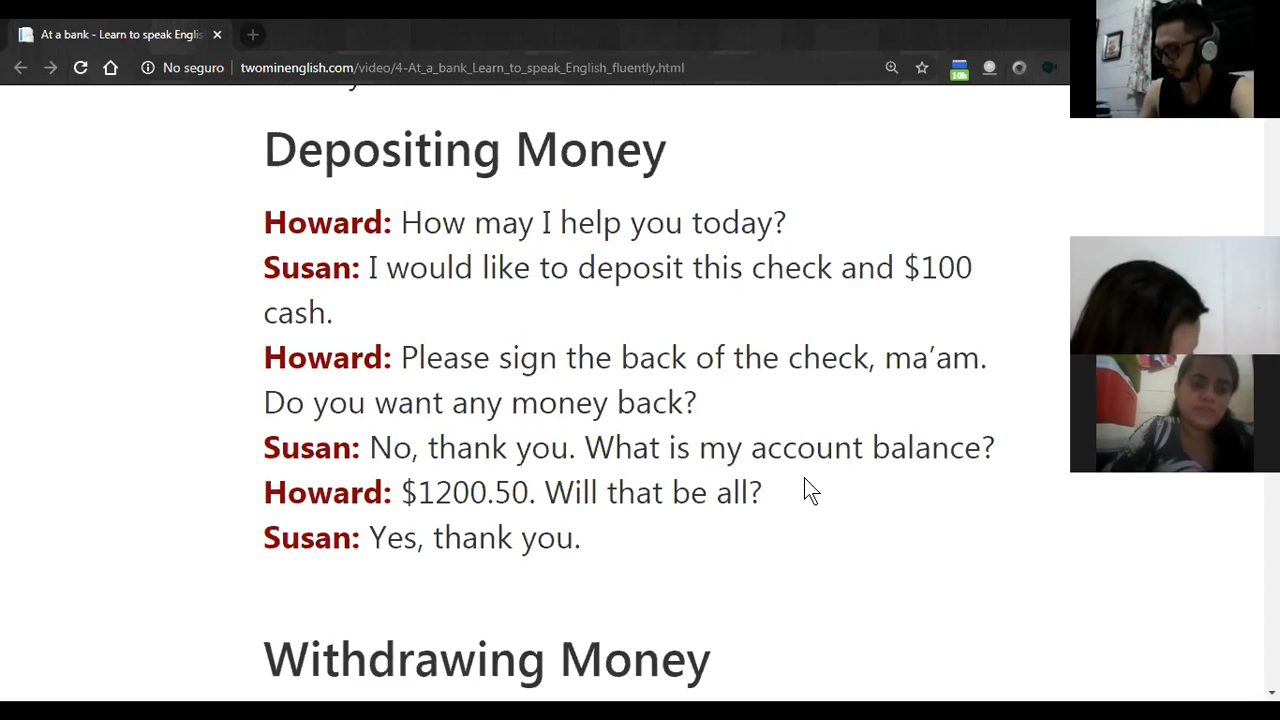 At a bank - Learn to speak Englis
No seguro
twominenglish.com/video/4-At_a_bank_Learn_to_speak_English_fluently.html
10h
Depositing Money
Howard: How may I help you today?
Susan: I would like to deposit this check and $100
cash.
Howard: Please sign the back of the check, ma’am.
Do you want any money back?
Susan: No, thank you. What is my account balance?
Howard: $1200.50. Will that be all?
Susan: Yes, thank you.
Withdrawing Money